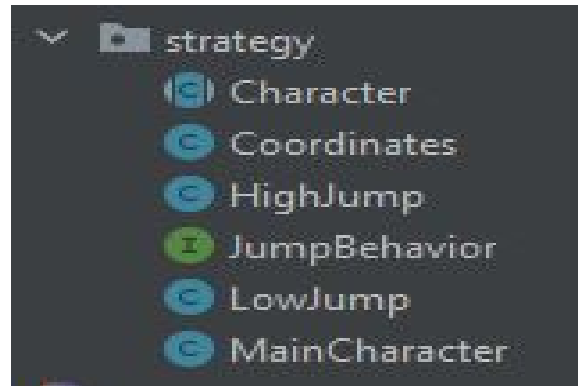 strategy
C Character
C Coordinates
C HighJump
I JumpBehavior
C LowJump
C MainCharacter